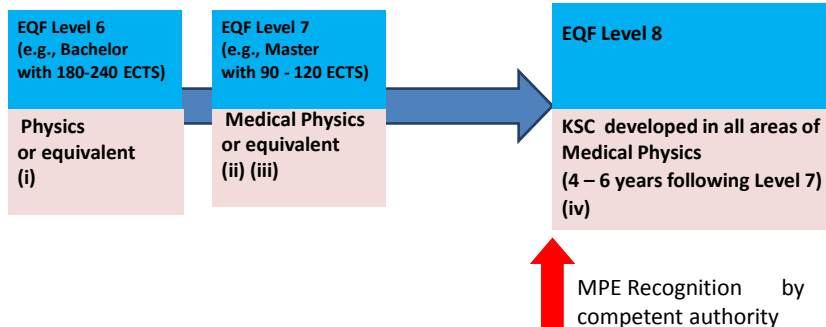 EQF Level 6
(e.g., Bachelor
with 180-240 ECTS)
Physics
or equivalent
(i)
EQF Level 7
(e.g., Master
with 90 - 120 ECTS)
Medical Physics
or equivalent
(ii) (iii)
EQF Level 8
KSC developed in all areas of
Medical Physics
(4 – 6 years following Level 7)
(iv)
MPE Recognition by
competent authority